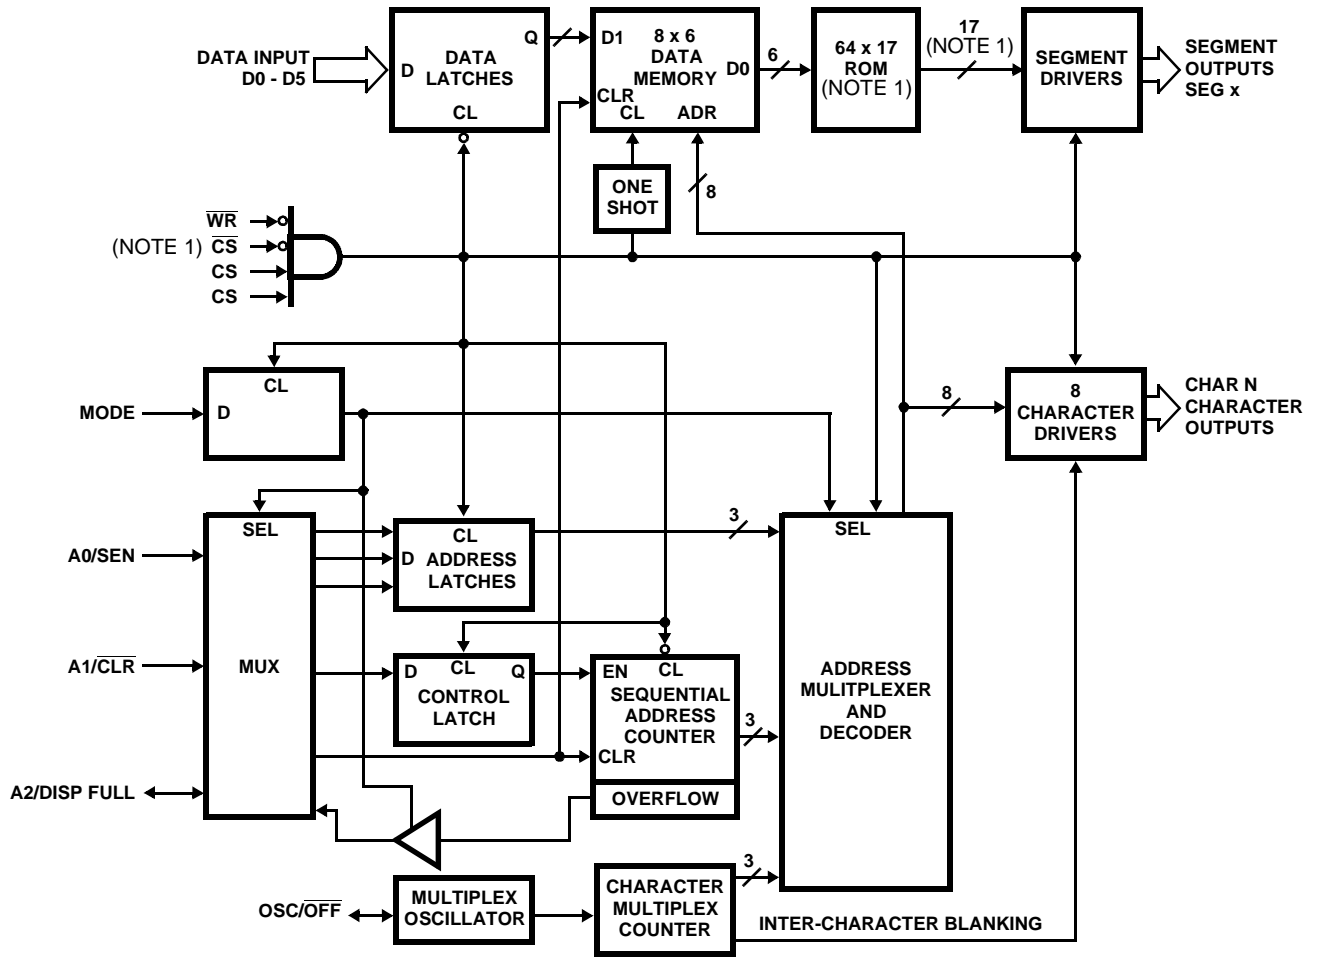 DATA INPUT
D0 - D5
D
DATA
LATCHES
Q
CL
D1
8 x 6
DATA
MEMORY
D0
CLR
CL
ADR
6
64 x 17
ROM
(NOTE 1)
17
(NOTE 1)
SEGMENT
DRIVERS
SEGMENT
OUTPUTS
SEG x
ONE
SHOT
8
WR
(NOTE 1) CS
CS
CS
MODE
CL
D
8
8
CHARACTER
DRIVERS
CHAR N
CHARACTER
OUTPUTS
A0/SEN
A1/CLR
A2/DISP FULL
SEL
MUX
CL
D
ADDRESS
LATCHES
3
SEL
ADDRESS
MULITPLEXER
AND
DECODER
D
CL
Q
CONTROL
LATCH
EN
CL
SEQUENTIAL
ADDRESS
COUNTER
CLR
3
OVERFLOW
OSC/OFF
MULTIPLEX
OSCILLATOR
CHARACTER
MULTIPLEX
COUNTER
3
INTER-CHARACTER BLANKING